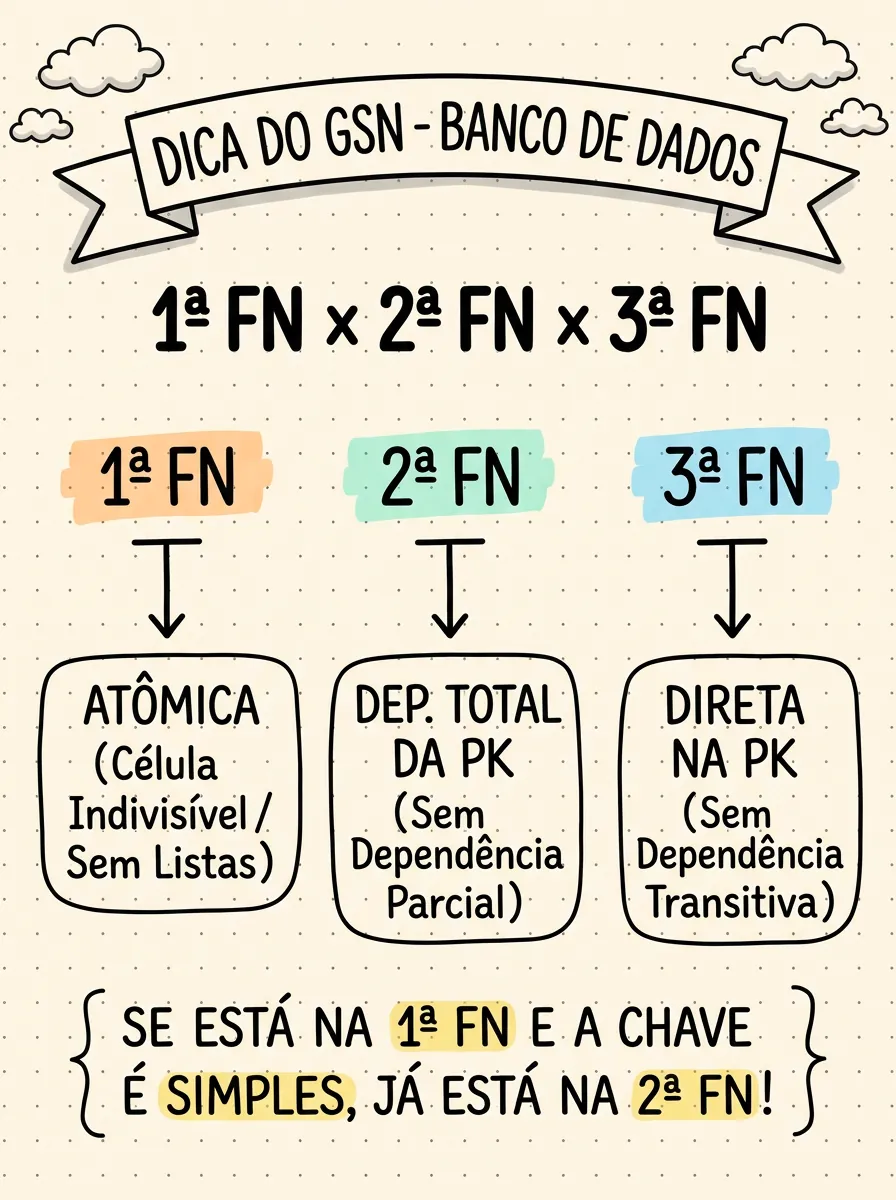 DICA DO GSN - BANCO DE DADOS
1ª FN x 2ª FN x 3ª FN
1ª FN
ATÔMICA
(Célula
Indivisível /
Sem Listas)
2ª FN
DEP. TOTAL
DA PK
(Sem
Dependência
Parcial)
3ª FN
DIRETA
NA PK
(Sem
Dependência
Transitiva)
SE ESTÁ NA 1ª FN E A CHAVE
É SIMPLES, JÁ ESTÁ NA 2ª FN!